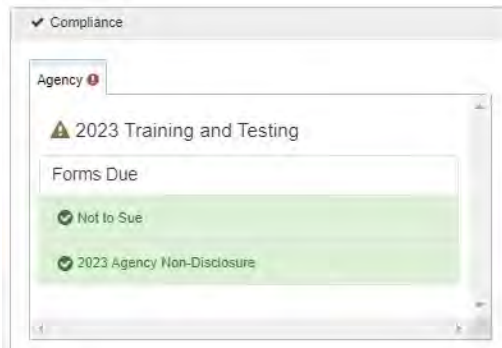 Compliance
Agency
2023 Training and Testing
Forms Due
Not to Sue
2023 Agency Non-Disclosure